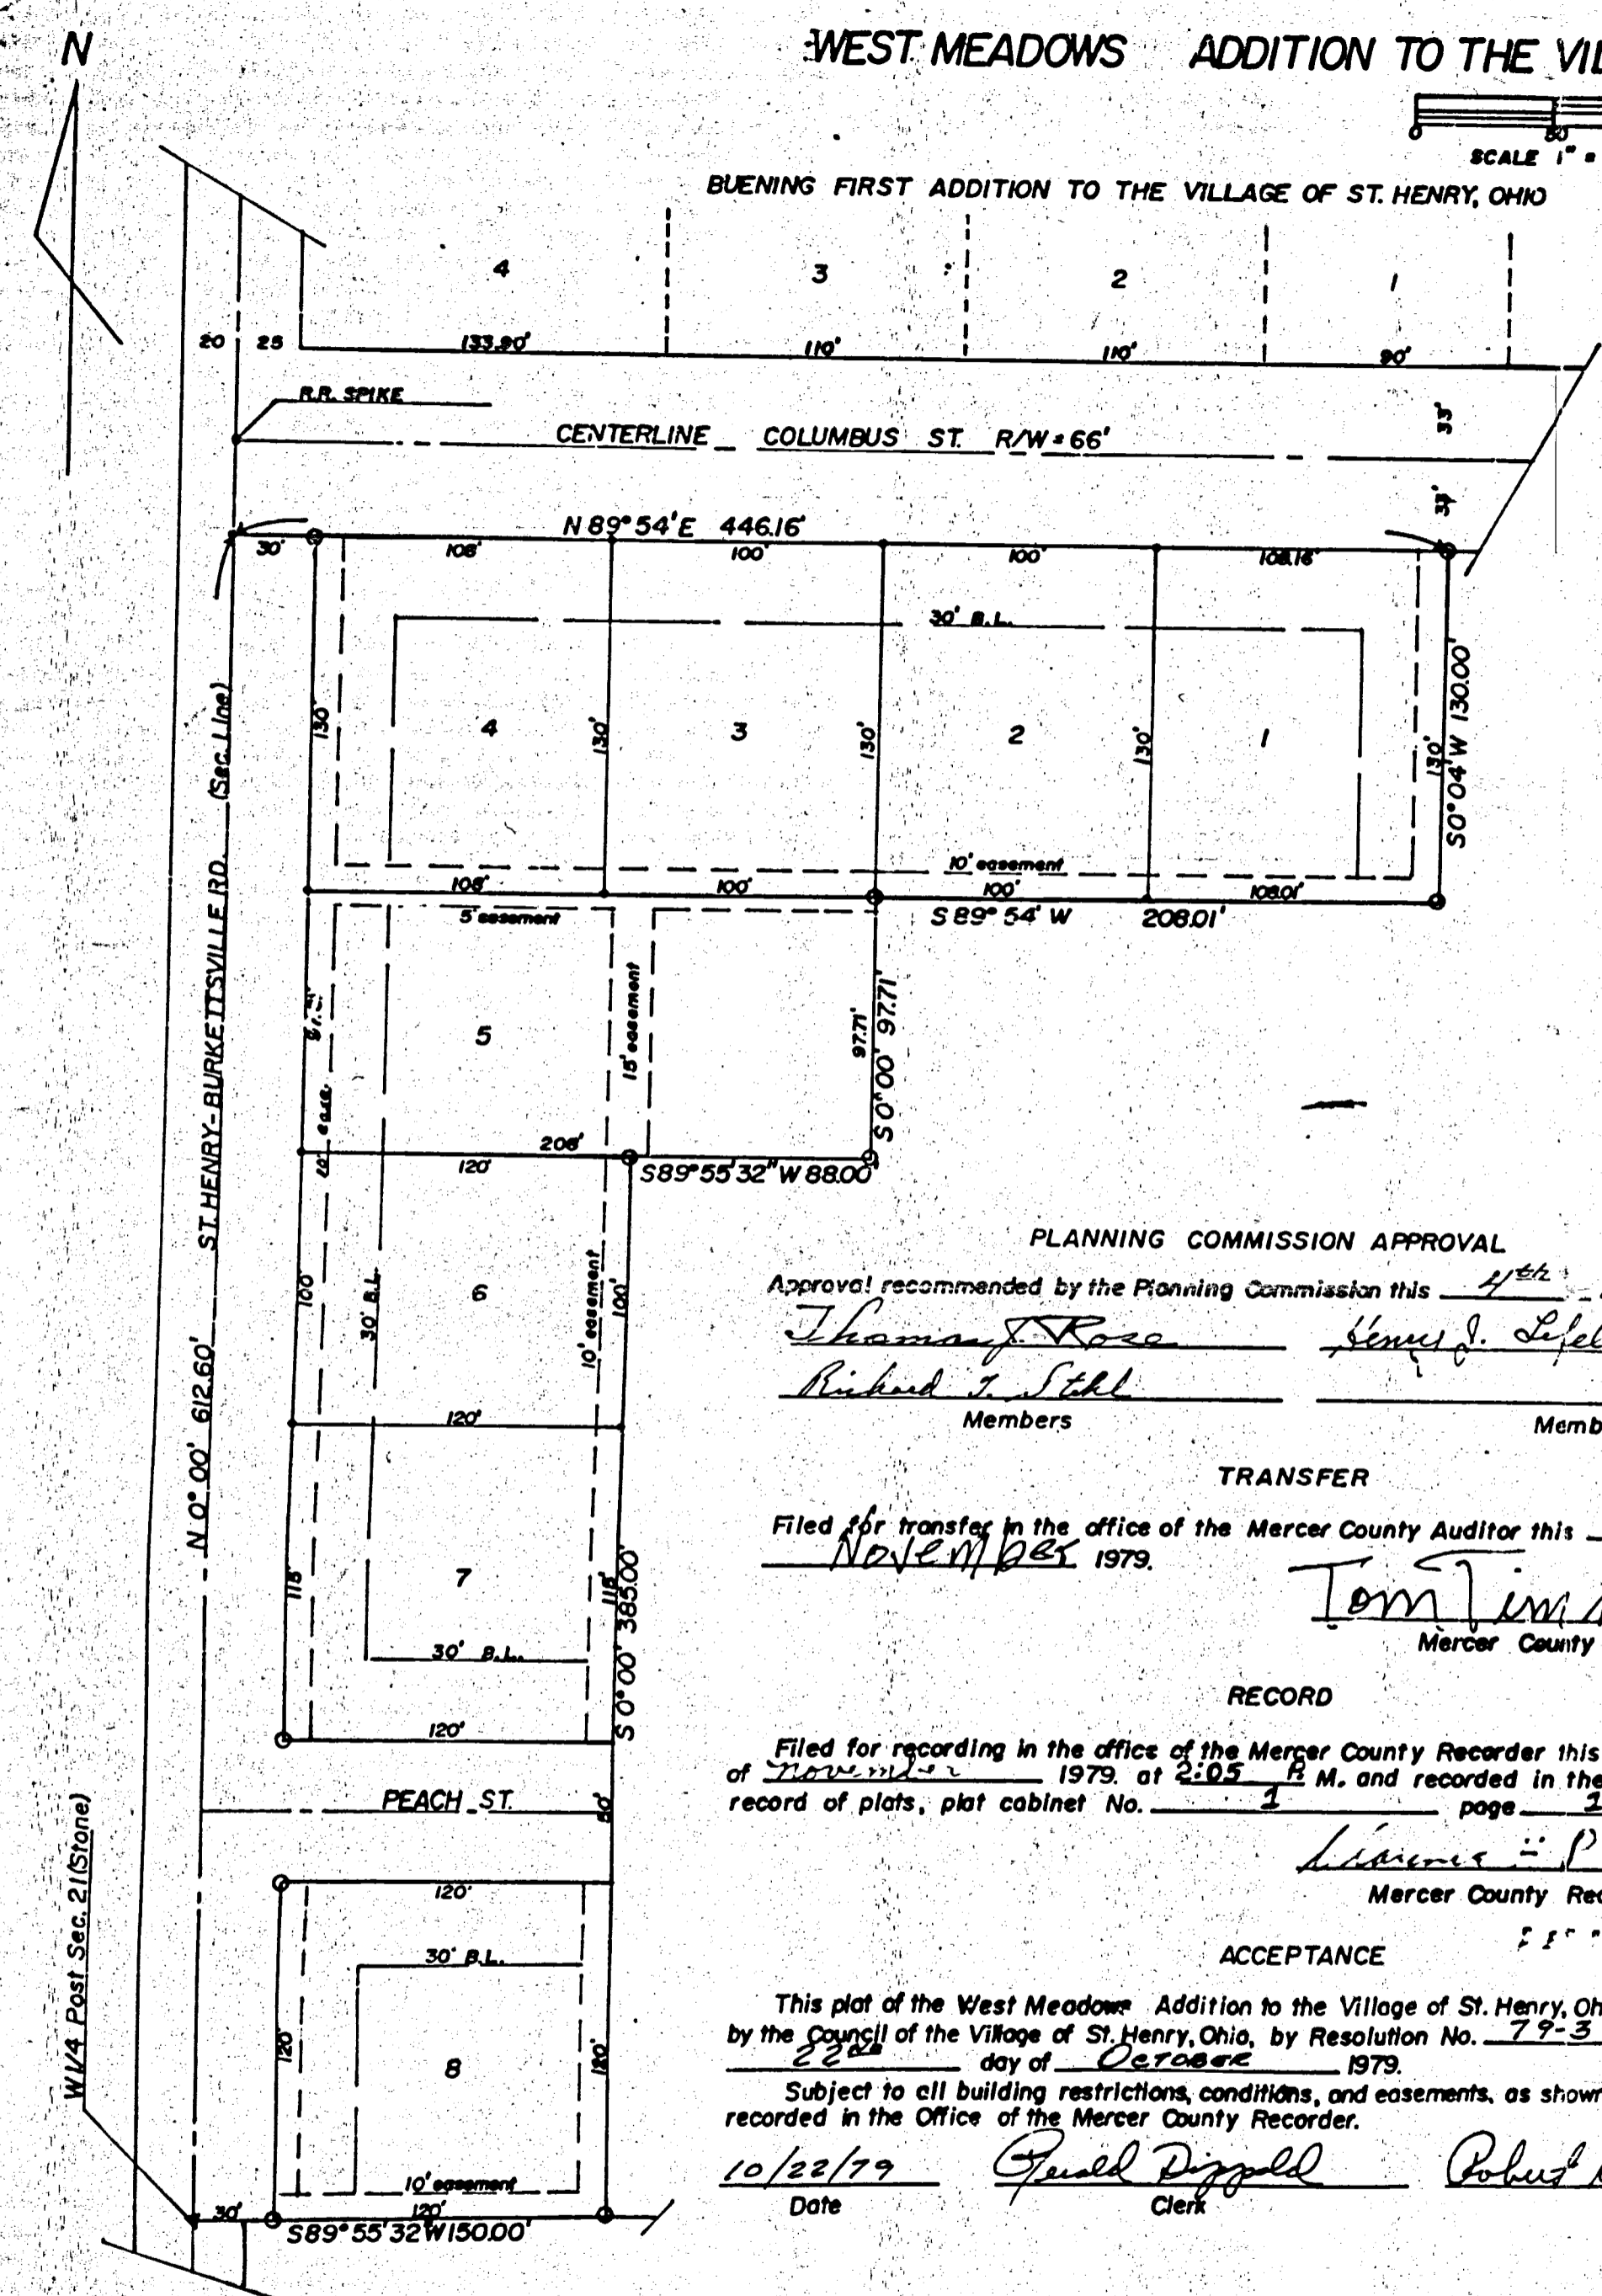 N
WEST MEADOWS ADDITION TO THE VIL
SCALE 1" =
BUENING FIRST ADDITION TO THE VILLAGE OF ST. HENRY, OHIO
4 3 2 1
20 25 133.90' 110' 110' 90'
R.R. SPIKE
33'
CENTERLINE COLUMBUS ST. R/W = 66'
33'
N 89° 54' E 446.16'
30' 108' 100' 100' 108.16'
30' B.L.
130' 4 130' 3 130' 2 130' 1 130'
S 0° 04' W 130.00'
10' easement
108' 100' 100' 108.01'
5' easement
S 89° 54' W 208.01'
ST. HENRY-BURKETTSVILLE RD. (Sec. Line)
5
15' easement
97.71'
S 0° 00' 97.71'
10' ease.
208'
120'
S 89° 55' 32" W 88.00'
100' 30' B.L. 6 10' easement 100'
N 0° 00' 612.60'
120'
115' 7 115'
S 0° 00' 385.00'
30' B.L.
120'
PEACH ST.
50'
120'
30' B.L.
W 1/4 Post Sec. 21 (Stone)
120' 8 120'
10' easement
30' 120'
S 89° 55' 32" W 150.00'
PLANNING COMMISSION APPROVAL
Approval recommended by the Planning Commission this 4th
Thomas J. Rose
Richard J. Stahl
Members Memb
TRANSFER
Filed for transfer in the office of the Mercer County Auditor this
November 1979.
Tom Tim
Mercer County
RECORD
Filed for recording in the office of the Mercer County Recorder this
of November 1979. at 2:05 P. M. and recorded in the
record of plats, plat cabinet No. 1 page 1
Mercer County Rec
ACCEPTANCE
This plat of the West Meadows Addition to the Village of St. Henry, Oh
by the Council of the Village of St. Henry, Ohio, by Resolution No. 79-3
22nd day of October 1979.
Subject to all building restrictions, conditions, and easements, as shown
recorded in the Office of the Mercer County Recorder.
10/22/79 Gerald Dippold Robert
Date Clerk